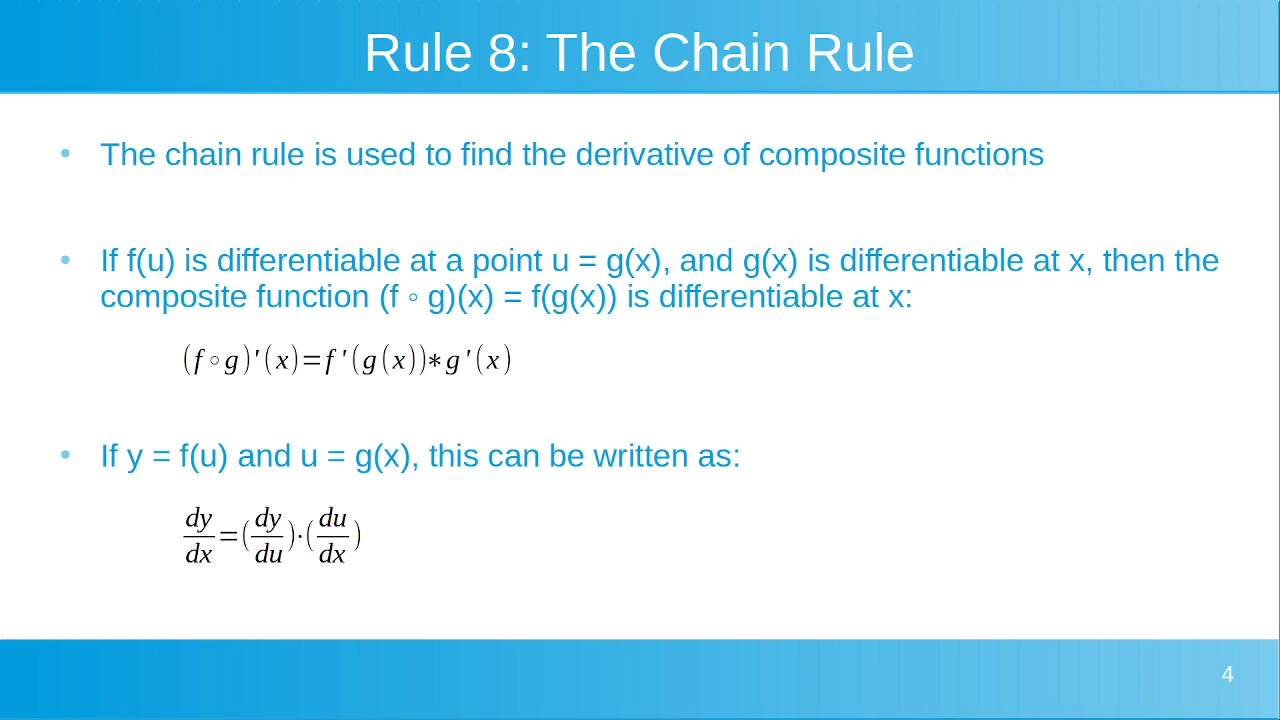 Rule 8: The Chain Rule
• The chain rule is used to find the derivative of composite functions
• If f(u) is differentiable at a point u = g(x), and g(x) is differentiable at x, then the
composite function (f ∘ g)(x) = f(g(x)) is differentiable at x:
(f∘g)'(x)=f'(g(x))∗g'(x)
• If y = f(u) and u = g(x), this can be written as:
dy/dx=(dy/du)·(du/dx)
4